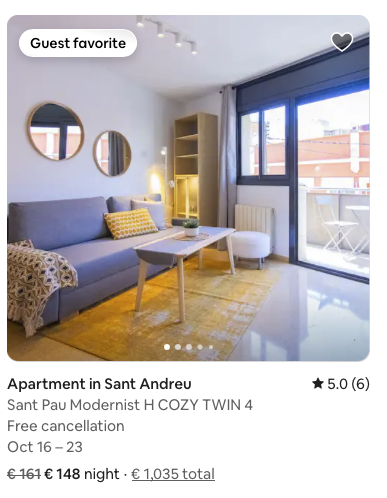 Guest favorite
Apartment in Sant Andreu ★ 5.0 (6)
Sant Pau Modernist H COZY TWIN 4
Free cancellation
Oct 16 – 23
€ 161 € 148 night · € 1,035 total